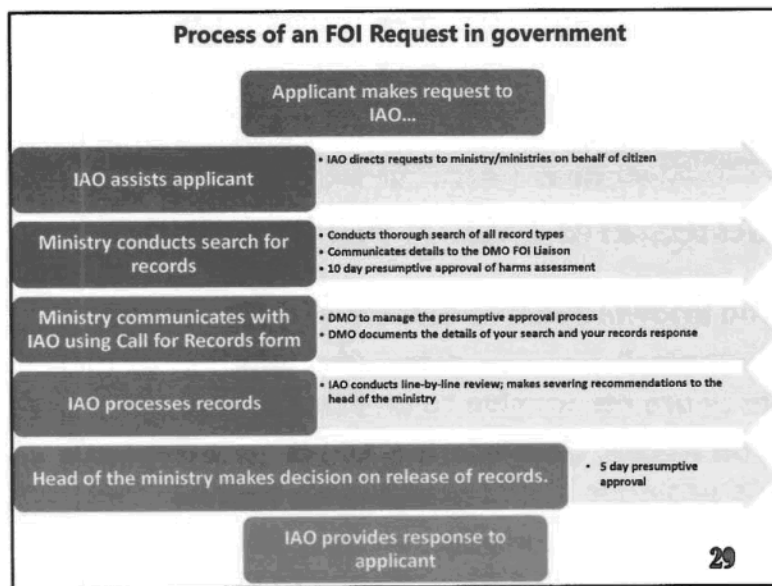 Process of an FOI Request in government
Applicant makes request to
IAO...
IAO assists applicant
• IAO directs requests to ministry/ministries on behalf of citizen
Ministry conducts search for
records
• Conducts thorough search of all record types
• Communicates details to the DMO FOI Liaison
• 10 day presumptive approval of harms assessment
Ministry communicates with
IAO using Call for Records form
• DMO to manage the presumptive approval process
• DMO documents the details of your search and your records response
IAO processes records
• IAO conducts line-by-line review; makes severing recommendations to the
head of the ministry
Head of the ministry makes decision on release of records.
• 5 day presumptive
approval
IAO provides response to
applicant
29